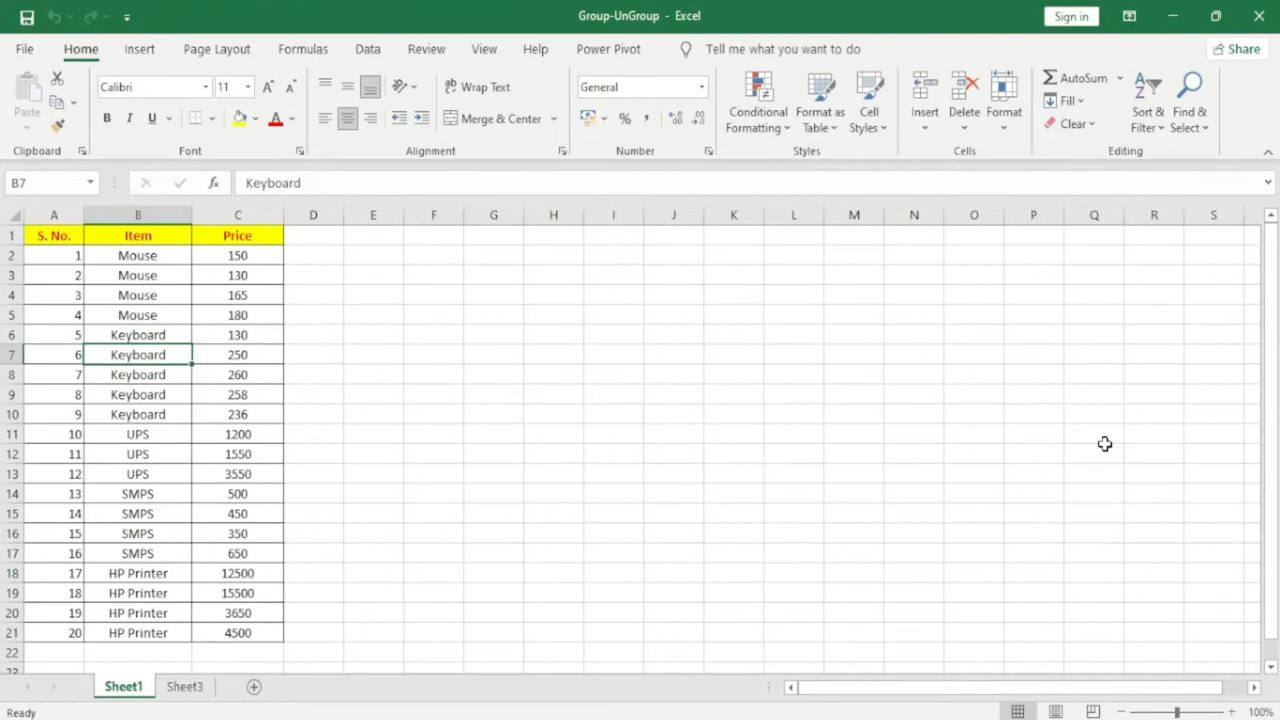 Group-UnGroup - Excel
Sign in
File Home Insert Page Layout Formulas Data Review View Help Power Pivot Tell me what you want to do Share
Paste
Calibri 11
B I U A
Wrap Text
Merge & Center
General
Conditional Formatting
Format as Table
Cell Styles
Insert
Delete
Format
AutoSum
Fill
Clear
Sort & Filter
Find & Select
Clipboard Font Alignment Number Styles Cells Editing
B7 fx Keyboard
A B C D E F G H I J K L M N O P Q R S
1 S. No. Item Price
2 1 Mouse 150
3 2 Mouse 130
4 3 Mouse 165
5 4 Mouse 180
6 5 Keyboard 130
7 6 Keyboard 250
8 7 Keyboard 260
9 8 Keyboard 258
10 9 Keyboard 236
11 10 UPS 1200
12 11 UPS 1550
13 12 UPS 3550
14 13 SMPS 500
15 14 SMPS 450
16 15 SMPS 350
17 16 SMPS 650
18 17 HP Printer 12500
19 18 HP Printer 15500
20 19 HP Printer 3650
21 20 HP Printer 4500
22
23
Sheet1 Sheet3
Ready 100%